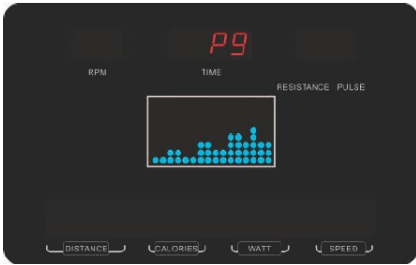 P9
RPM TIME
RESISTANCE PULSE
DISTANCE CALORIES WATT SPEED